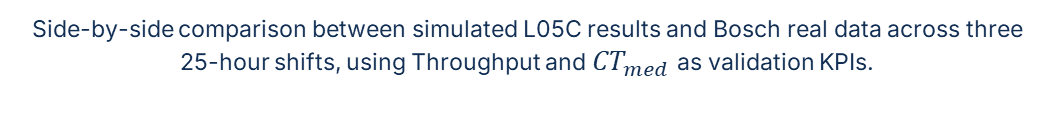 Side-by-side comparison between simulated L05C results and Bosch real data across three
25-hour shifts, using Throughput and CTmed as validation KPIs.